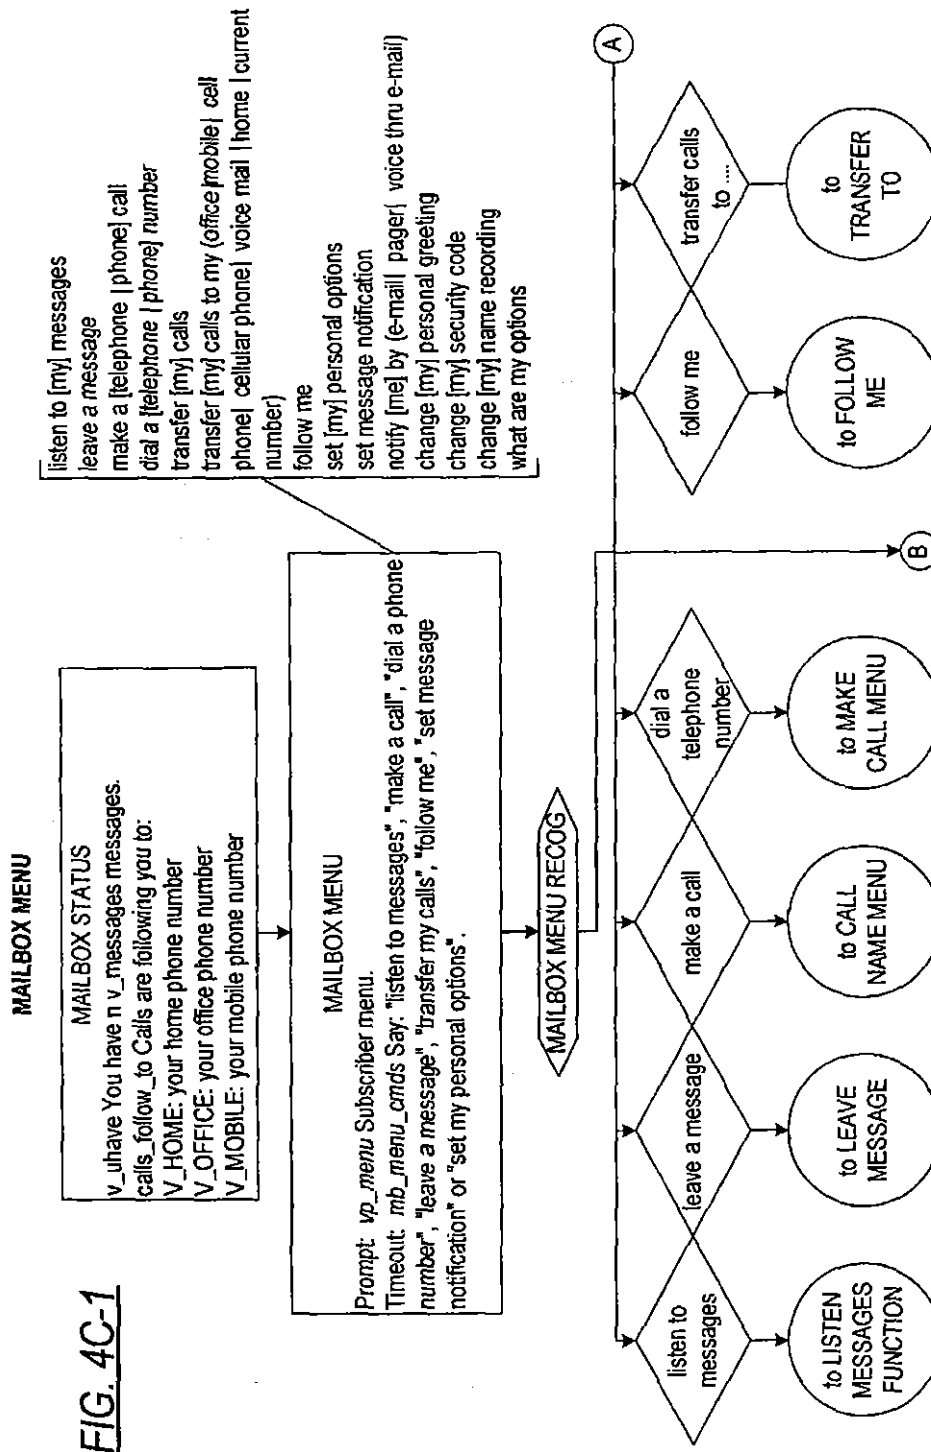 FIG. 4C-1
MAILBOX MENU
MAILBOX STATUS
v_uhave You have n v_messages messages.
calls_follow_to Calls are following you to:
V_HOME: your home phone number
V_OFFICE: your office phone number
V_MOBILE: your mobile phone number
MAILBOX MENU
Prompt: vp_menu Subscriber menu.
Timeout: mb_menu_cmds Say: "listen to messages", "make a call", "dial a phone
number", "leave a message", "transfer my calls", "follow me", "set message
notification" or "set my personal options".
listen to [my] messages
leave a message
make a [telephone | phone] call
dial a [telephone | phone] number
transfer [my] calls
transfer [my] calls to my (office|mobile| cell
phone| cellular phone| voice mail | home | current
number)
follow me
set [my] personal options
set message notification
notify [me] by (e-mail| pager| voice thru e-mail)
change [my] personal greeting
change [my] security code
change [my] name recording
what are my options
MAILBOX MENU RECOG
listen to
messages
leave a message
make a call
dial a
telephone
number
follow me
transfer calls
to ....
A
to LISTEN
MESSAGES
FUNCTION
to LEAVE
MESSAGE
to CALL
NAME MENU
to MAKE
CALL MENU
B
to FOLLOW
ME
to
TRANSFER
TO